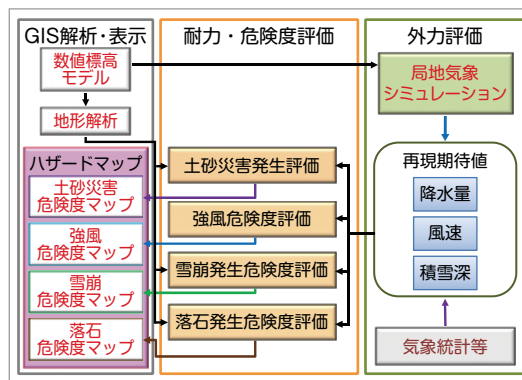 GIS解析・表示
数値標高
モデル
地形解析
ハザードマップ
土砂災害
危険度マップ
強風
危険度マップ
雪崩
危険度マップ
落石
危険度マップ
耐力・危険度評価
土砂災害発生評価
強風危険度評価
雪崩発生危険度評価
落石発生危険度評価
外力評価
局地気象
シミュレーション
再現期待値
降水量
風速
積雪深
気象統計等